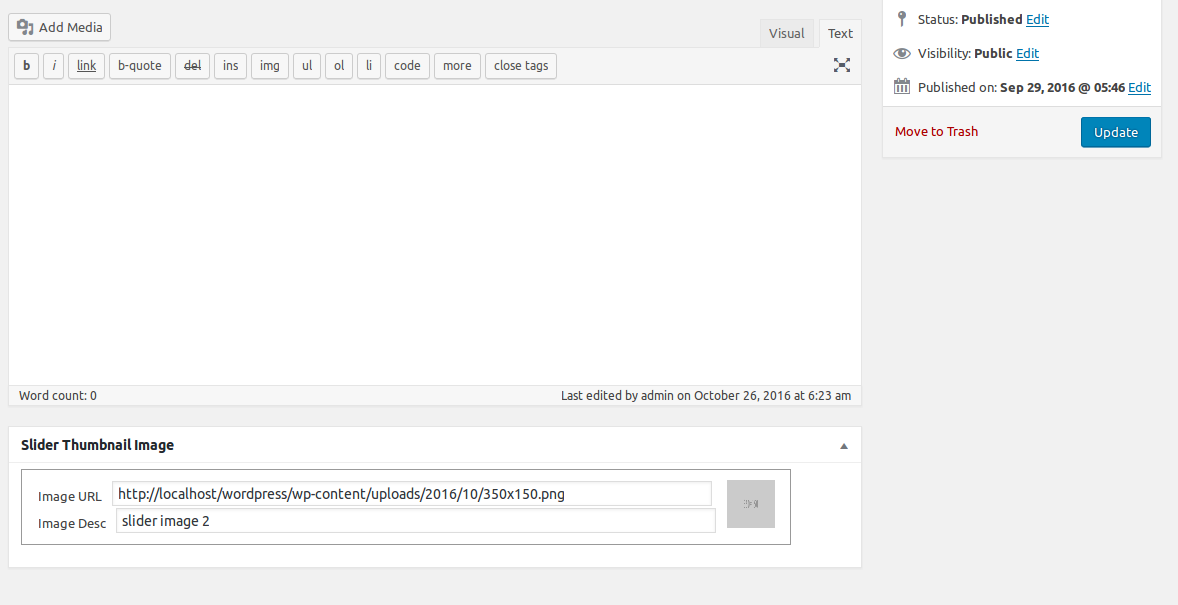 Add Media
Visual Text
b i link b-quote del ins img ul ol li code more close tags
Word count: 0 Last edited by admin on October 26, 2016 at 6:23 am
Slider Thumbnail Image
Image URL http://localhost/wordpress/wp-content/uploads/2016/10/350x150.png
Image Desc slider image 2
Status: Published Edit
Visibility: Public Edit
Published on: Sep 29, 2016 @ 05:46 Edit
Move to Trash Update